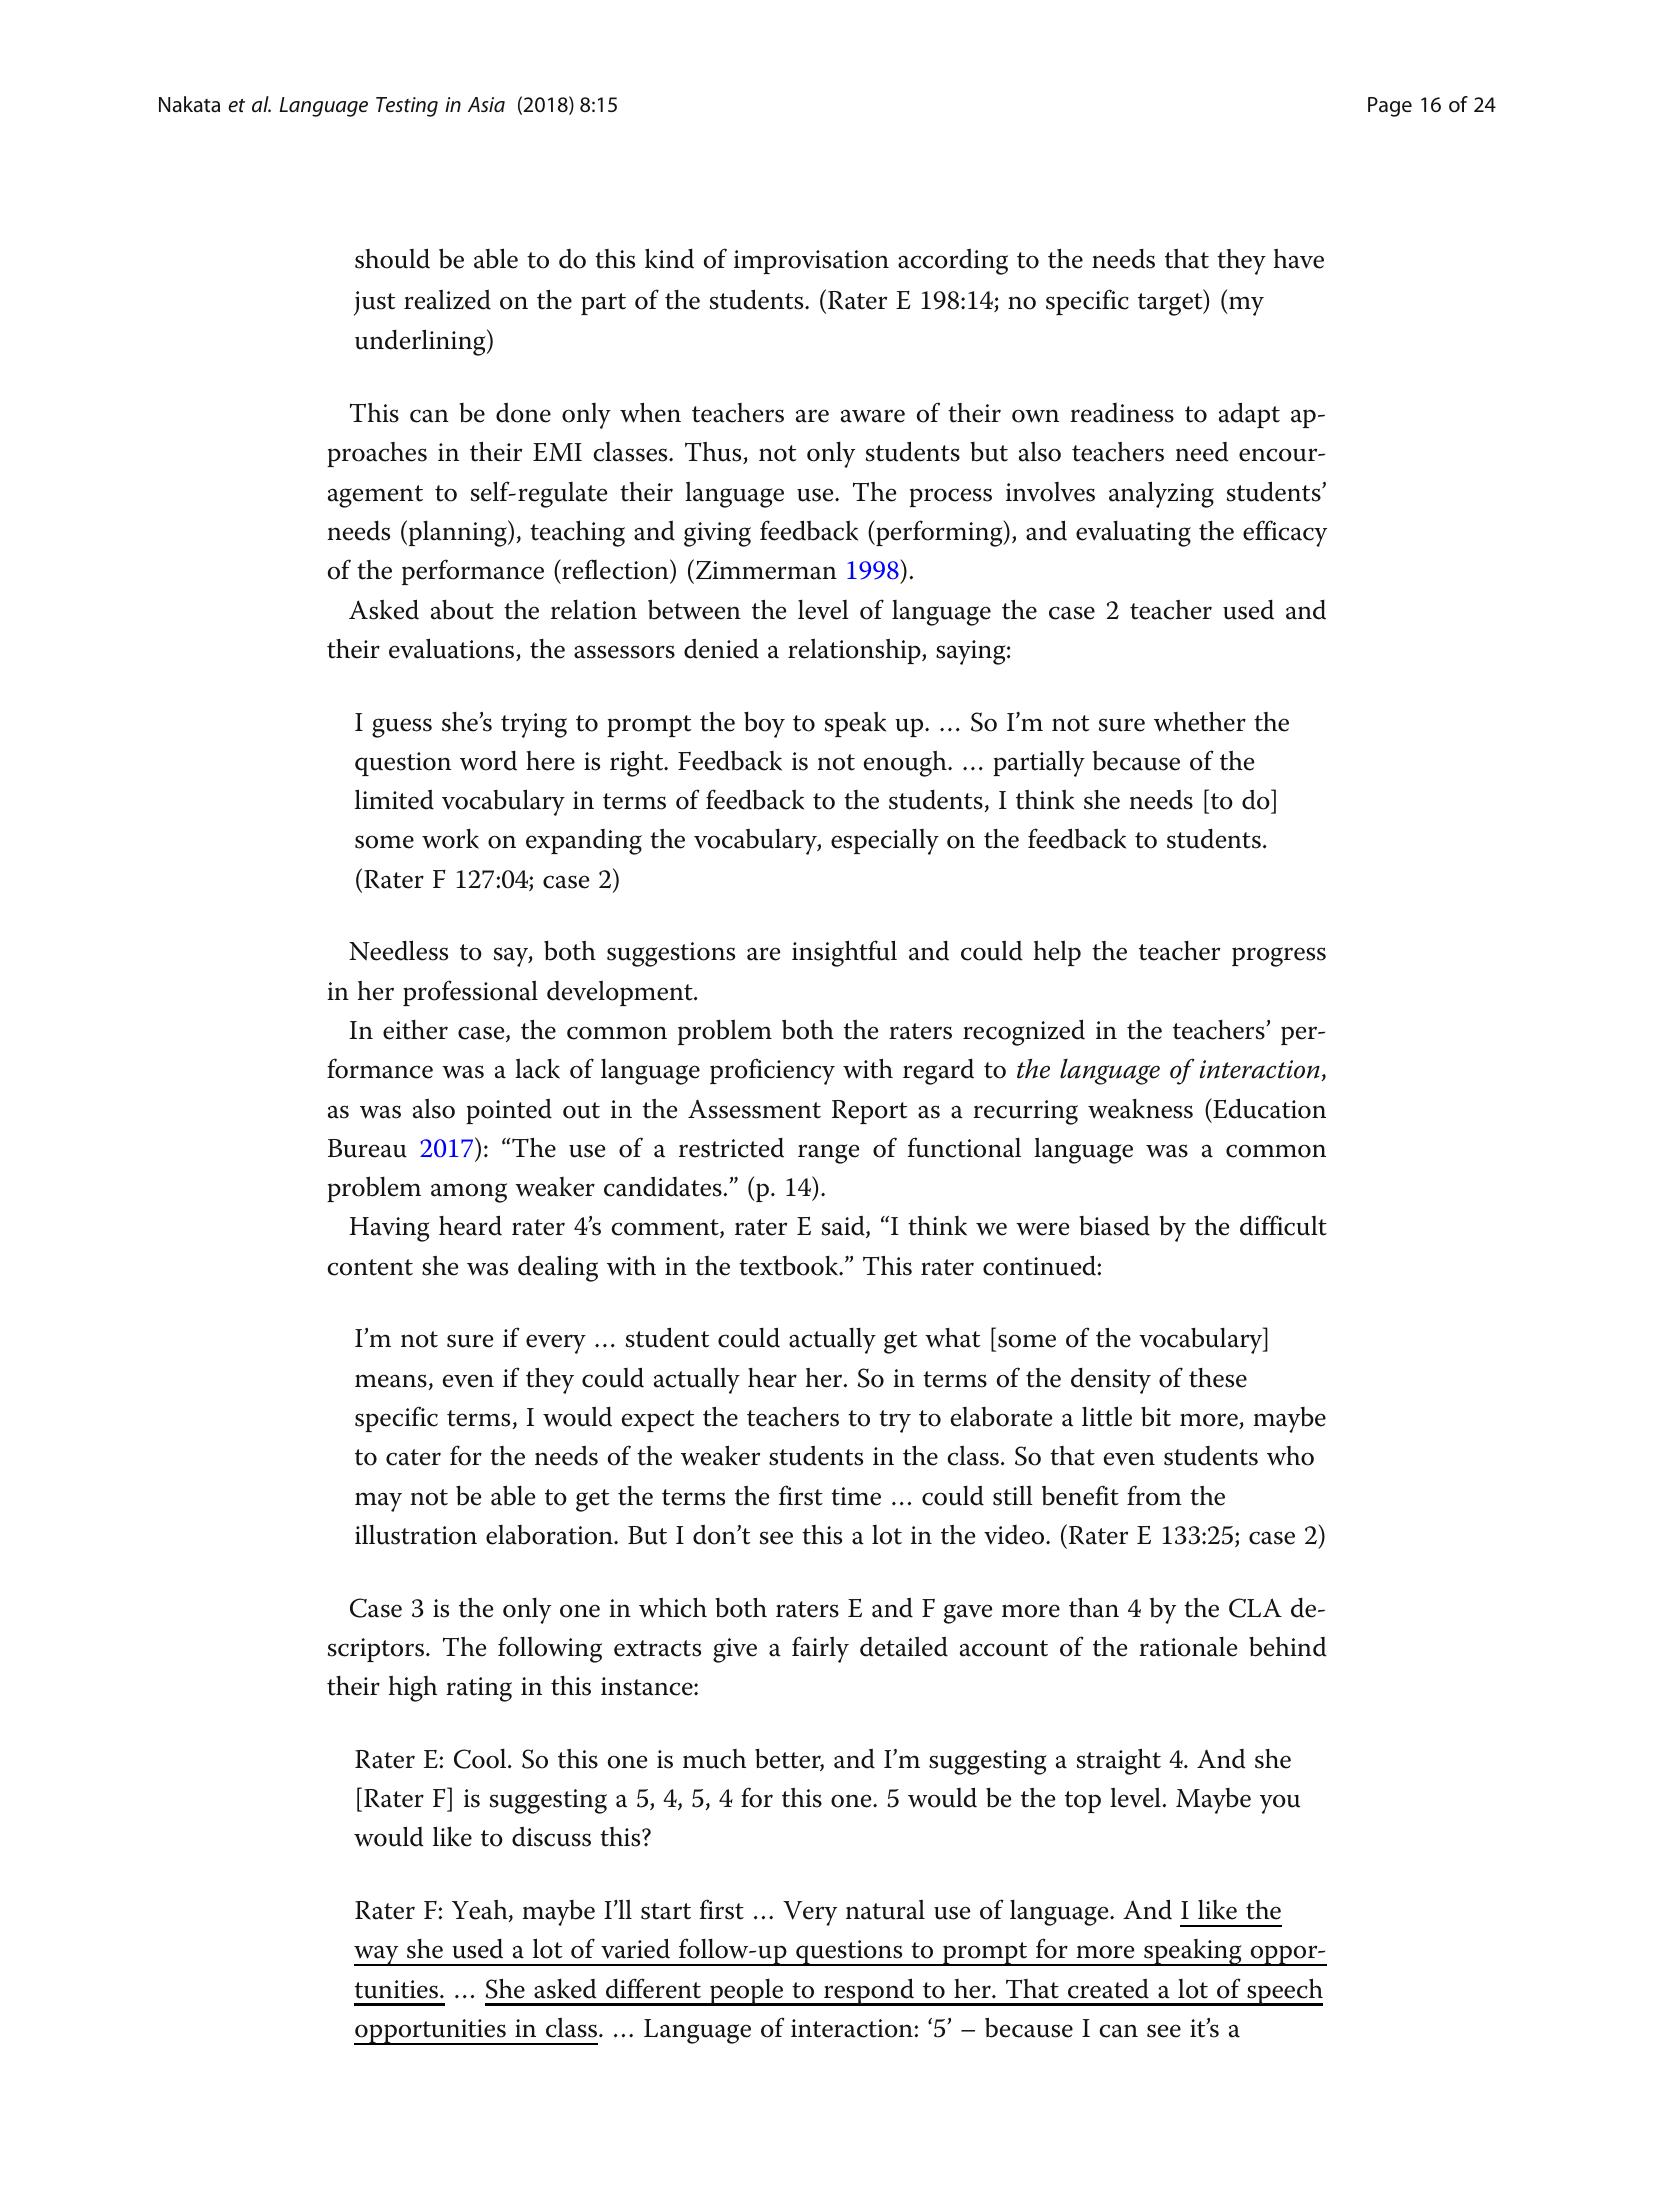 Nakata et al. Language Testing in Asia (2018) 8:15
Page 16 of 24
should be able to do this kind of improvisation according to the needs that they have
just realized on the part of the students. (Rater E 198:14; no specific target) (my
underlining)
This can be done only when teachers are aware of their own readiness to adapt ap-
proaches in their EMI classes. Thus, not only students but also teachers need encour-
agement to self-regulate their language use. The process involves analyzing students’
needs (planning), teaching and giving feedback (performing), and evaluating the efficacy
of the performance (reflection) (Zimmerman 1998).
Asked about the relation between the level of language the case 2 teacher used and
their evaluations, the assessors denied a relationship, saying:
I guess she’s trying to prompt the boy to speak up. … So I’m not sure whether the
question word here is right. Feedback is not enough. … partially because of the
limited vocabulary in terms of feedback to the students, I think she needs [to do]
some work on expanding the vocabulary, especially on the feedback to students.
(Rater F 127:04; case 2)
Needless to say, both suggestions are insightful and could help the teacher progress
in her professional development.
In either case, the common problem both the raters recognized in the teachers’ per-
formance was a lack of language proficiency with regard to the language of interaction,
as was also pointed out in the Assessment Report as a recurring weakness (Education
Bureau 2017): “The use of a restricted range of functional language was a common
problem among weaker candidates.” (p. 14).
Having heard rater 4’s comment, rater E said, “I think we were biased by the difficult
content she was dealing with in the textbook.” This rater continued:
I’m not sure if every … student could actually get what [some of the vocabulary]
means, even if they could actually hear her. So in terms of the density of these
specific terms, I would expect the teachers to try to elaborate a little bit more, maybe
to cater for the needs of the weaker students in the class. So that even students who
may not be able to get the terms the first time … could still benefit from the
illustration elaboration. But I don’t see this a lot in the video. (Rater E 133:25; case 2)
Case 3 is the only one in which both raters E and F gave more than 4 by the CLA de-
scriptors. The following extracts give a fairly detailed account of the rationale behind
their high rating in this instance:
Rater E: Cool. So this one is much better, and I’m suggesting a straight 4. And she
[Rater F] is suggesting a 5, 4, 5, 4 for this one. 5 would be the top level. Maybe you
would like to discuss this?
Rater F: Yeah, maybe I’ll start first … Very natural use of language. And I like the
way she used a lot of varied follow-up questions to prompt for more speaking oppor-
tunities. … She asked different people to respond to her. That created a lot of speech
opportunities in class. … Language of interaction: ‘5’ – because I can see it’s a